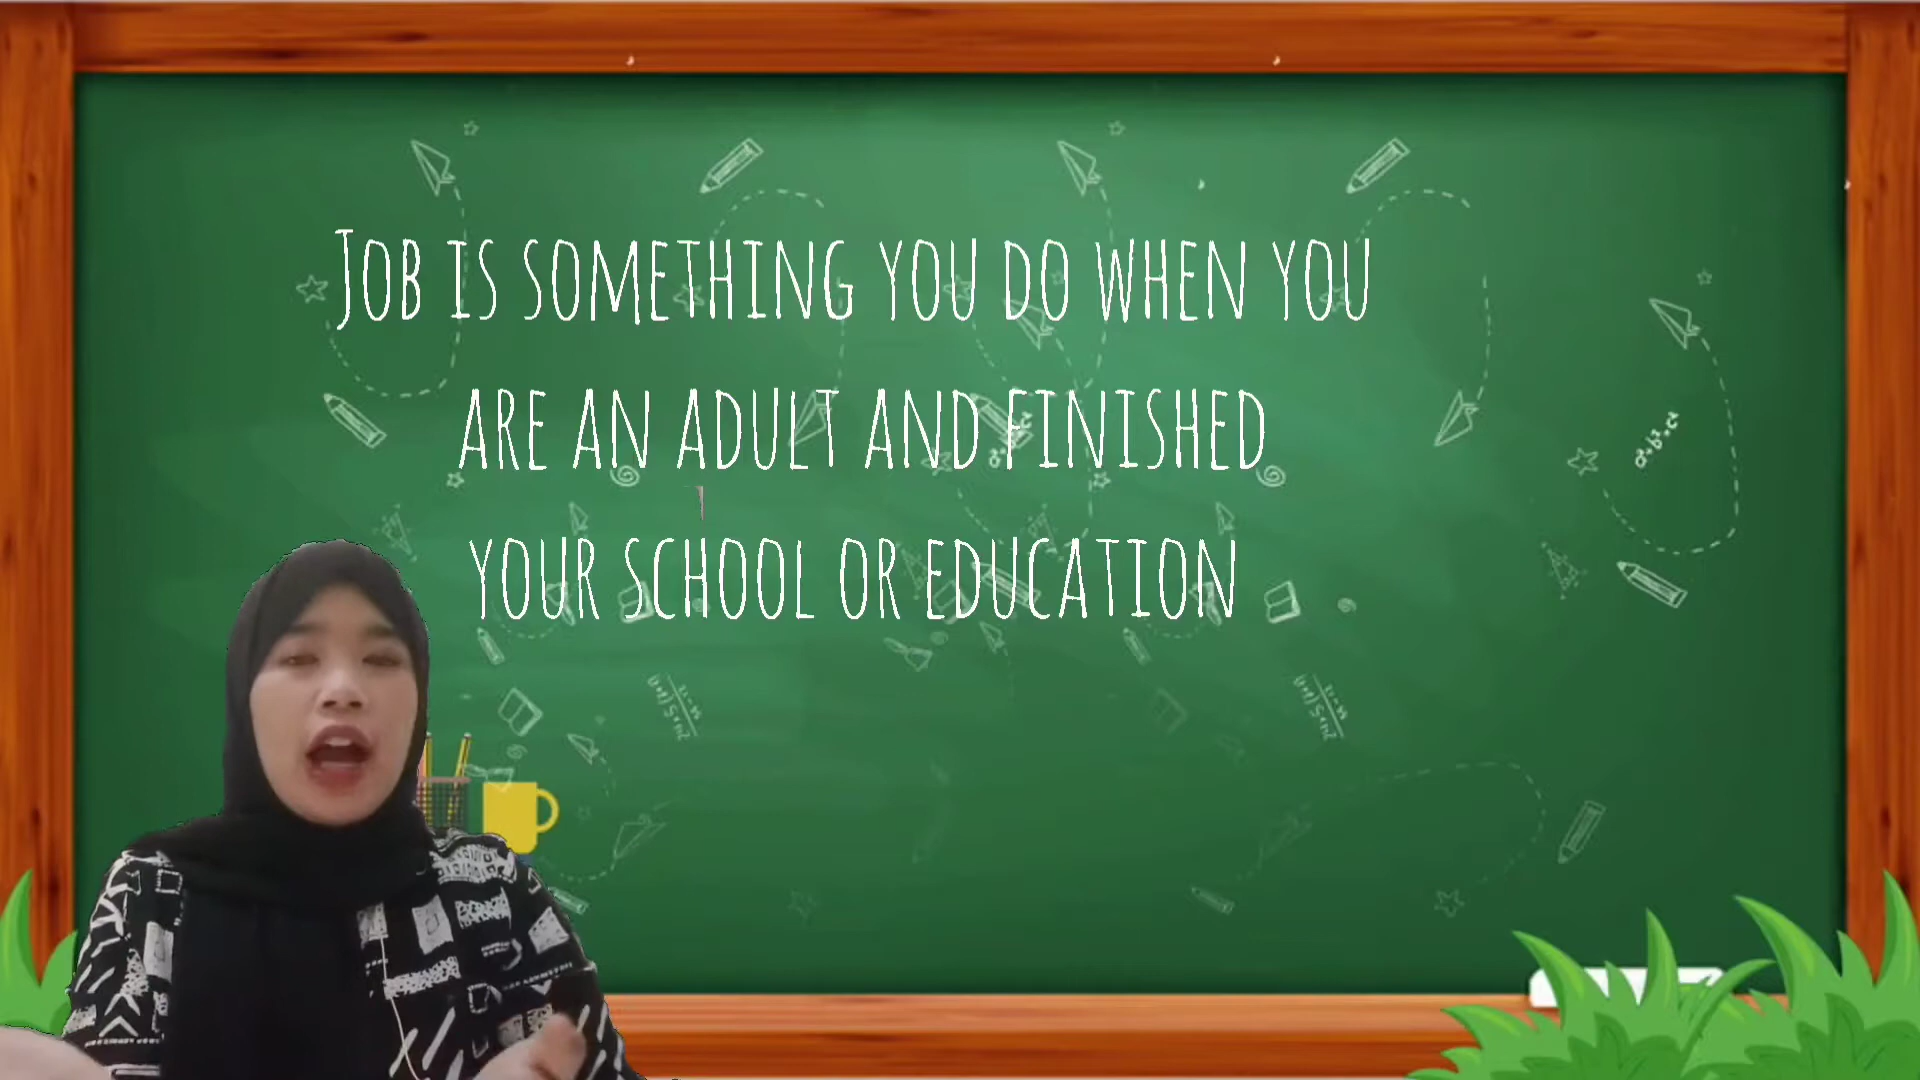 Job is something you do when you
are an adult and finished
your school or education